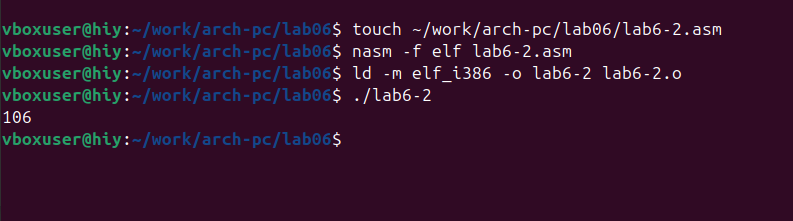 vboxuser@hiy:~/work/arch-pc/lab06$ touch ~/work/arch-pc/lab06/lab6-2.asm
vboxuser@hiy:~/work/arch-pc/lab06$ nasm -f elf lab6-2.asm
vboxuser@hiy:~/work/arch-pc/lab06$ ld -m elf_i386 -o lab6-2 lab6-2.o
vboxuser@hiy:~/work/arch-pc/lab06$ ./lab6-2
106
vboxuser@hiy:~/work/arch-pc/lab06$